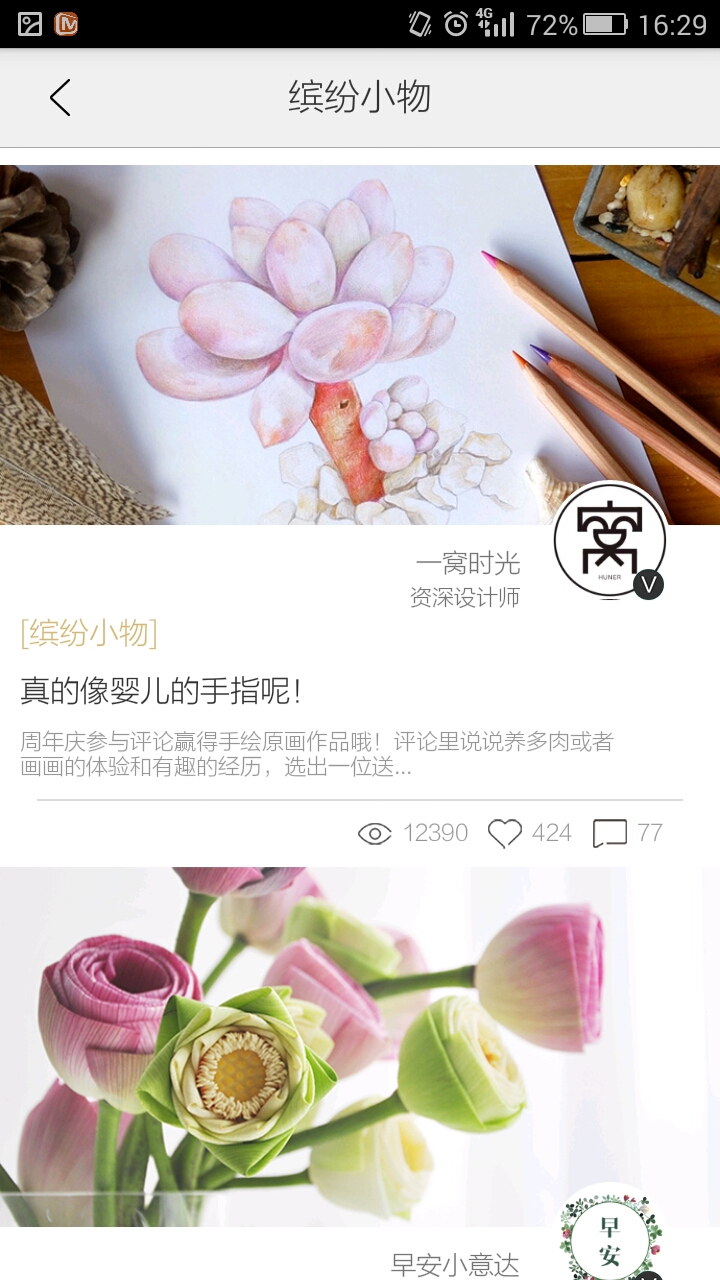 4G 72% 16:29
缤纷小物
窝
HUNER
V
一窝时光
资深设计师
[缤纷小物]
真的像婴儿的手指呢！
周年庆参与评论赢得手绘原画作品哦！评论里说说养多肉或者
画画的体验和有趣的经历，选出一位送...
12390 424 77
早安
早安小意达